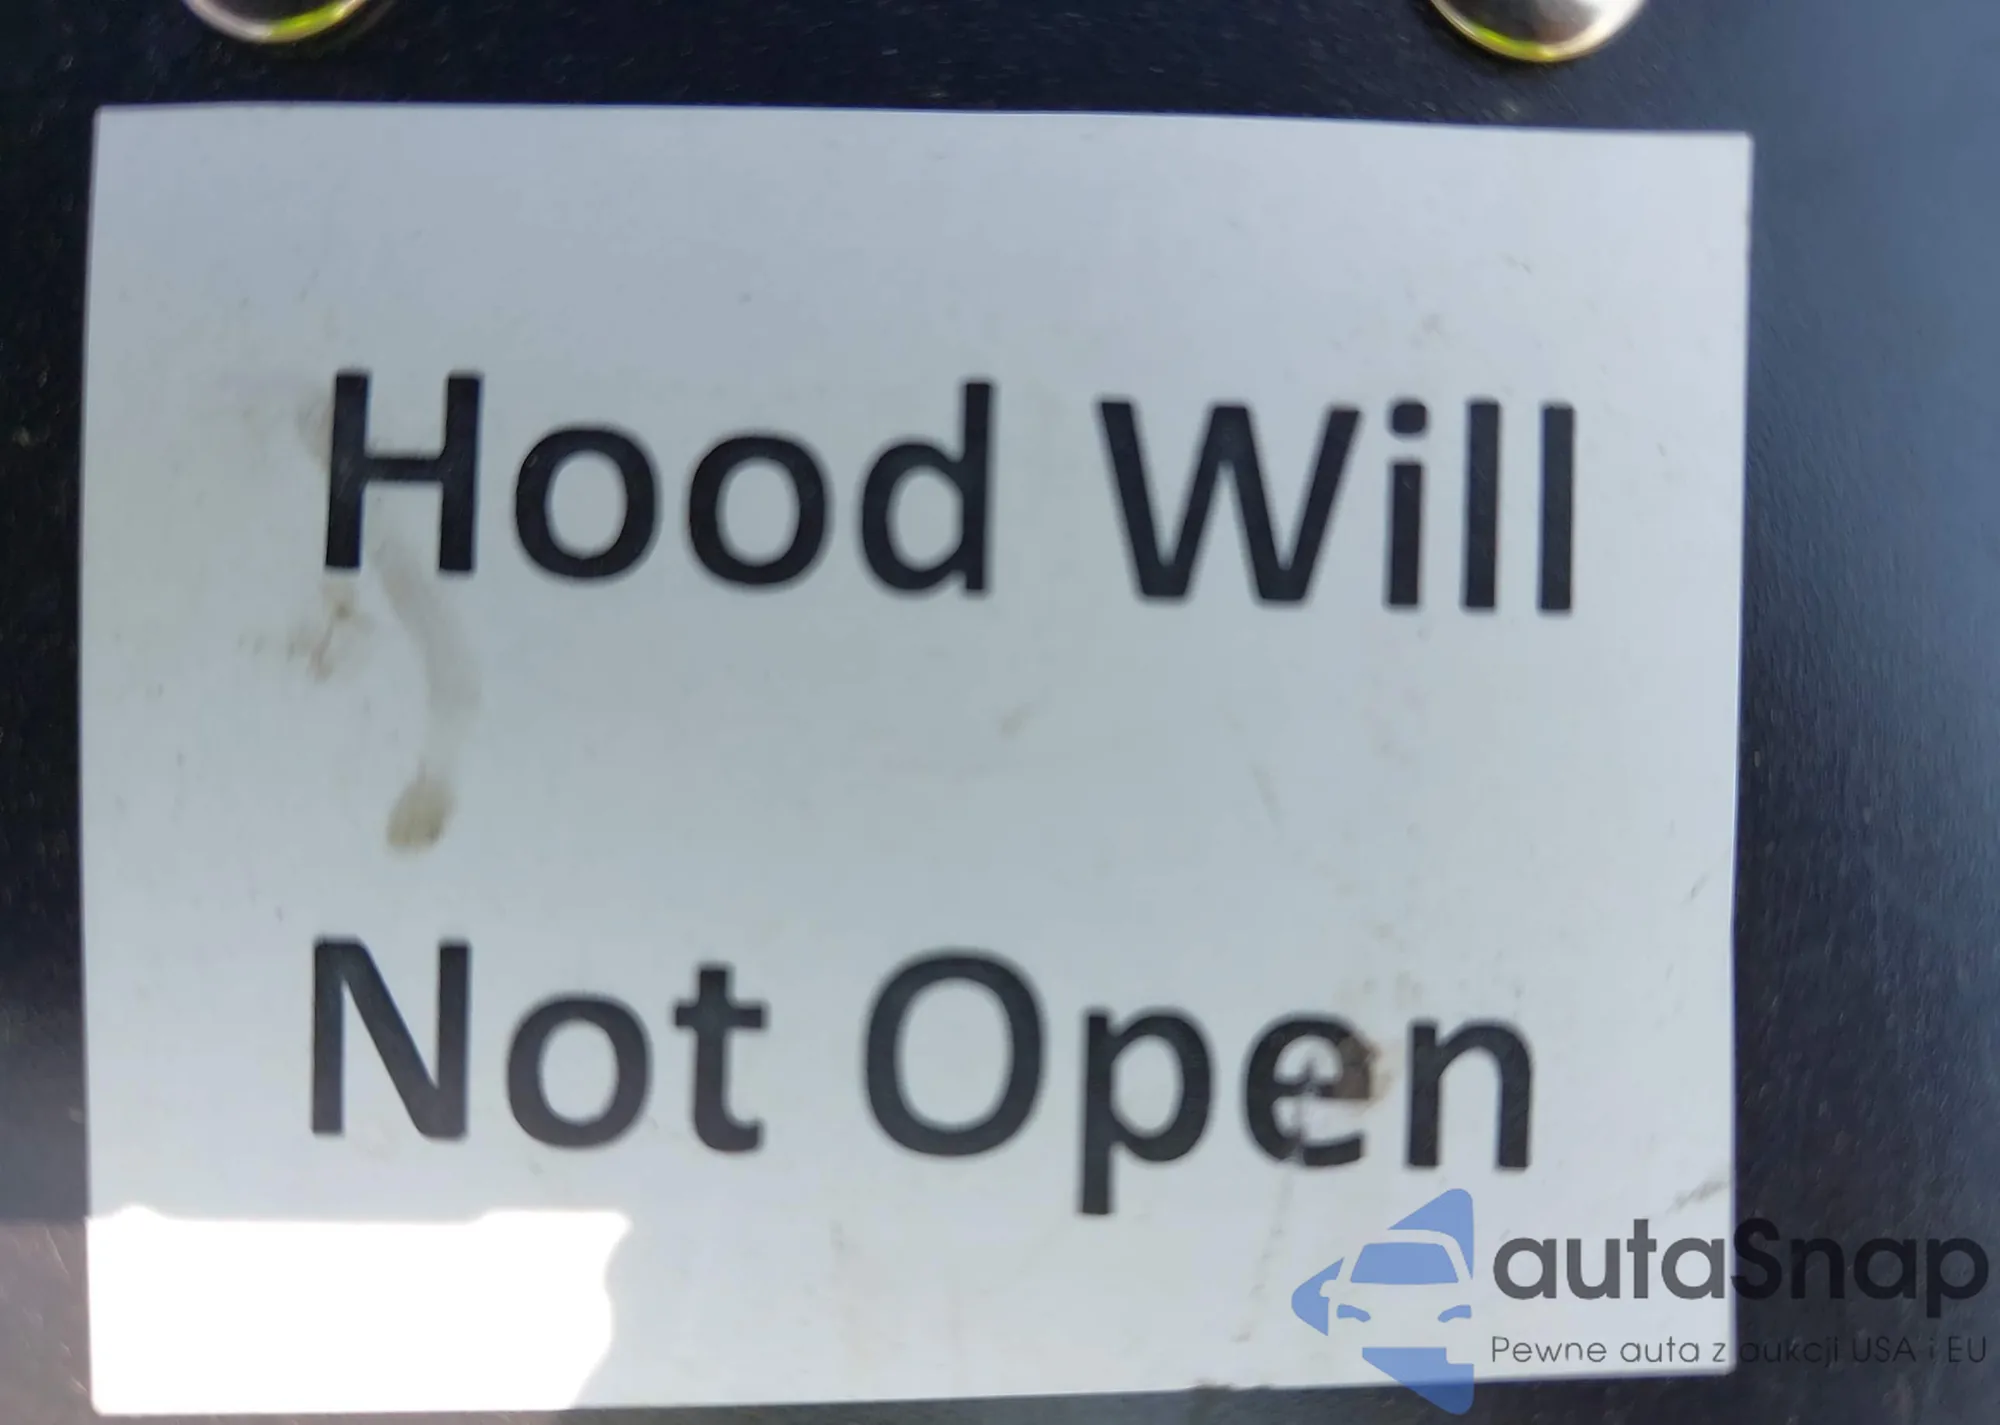 Hood Will
Not Open
autaSnap
Pewne auta z aukcji USA i EU